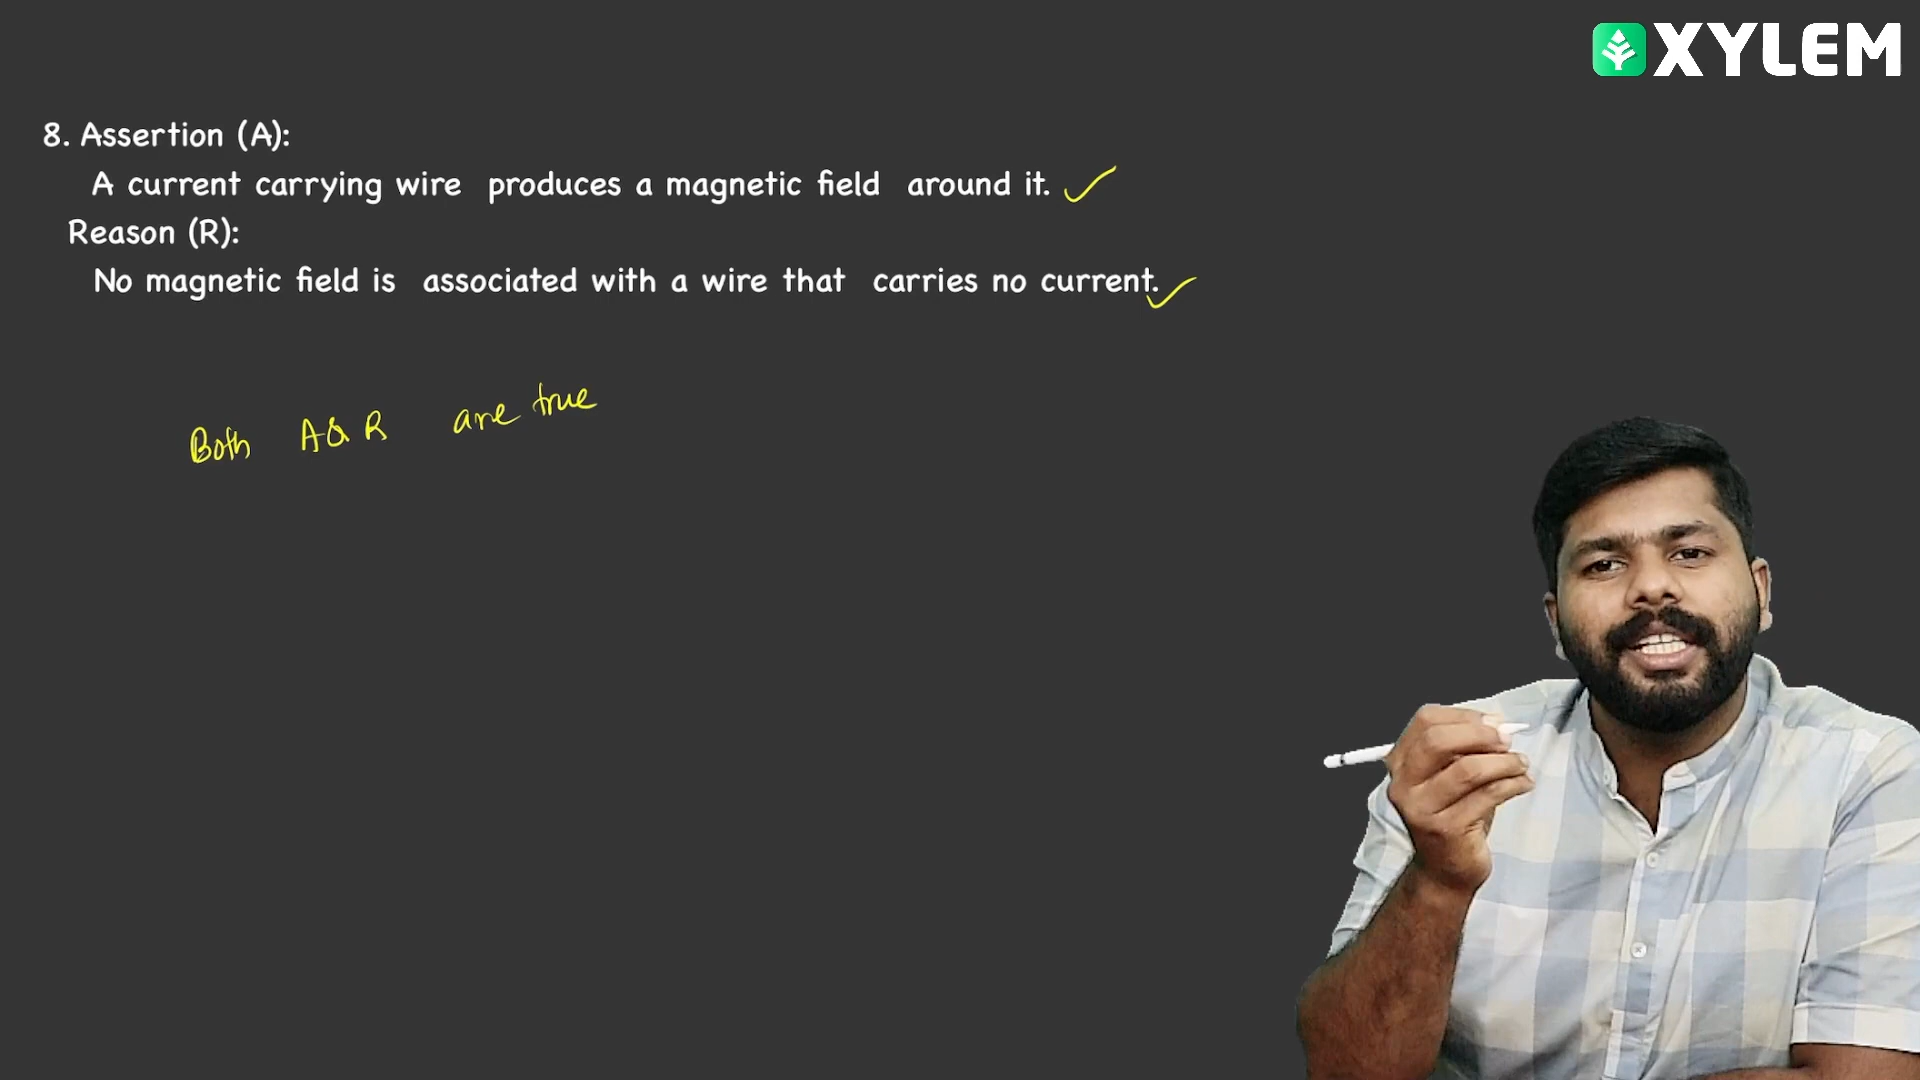 XYLEM
8. Assertion (A):
A current carrying wire produces a magnetic field around it.
Reason (R):
No magnetic field is associated with a wire that carries no current.
Both A & R are true